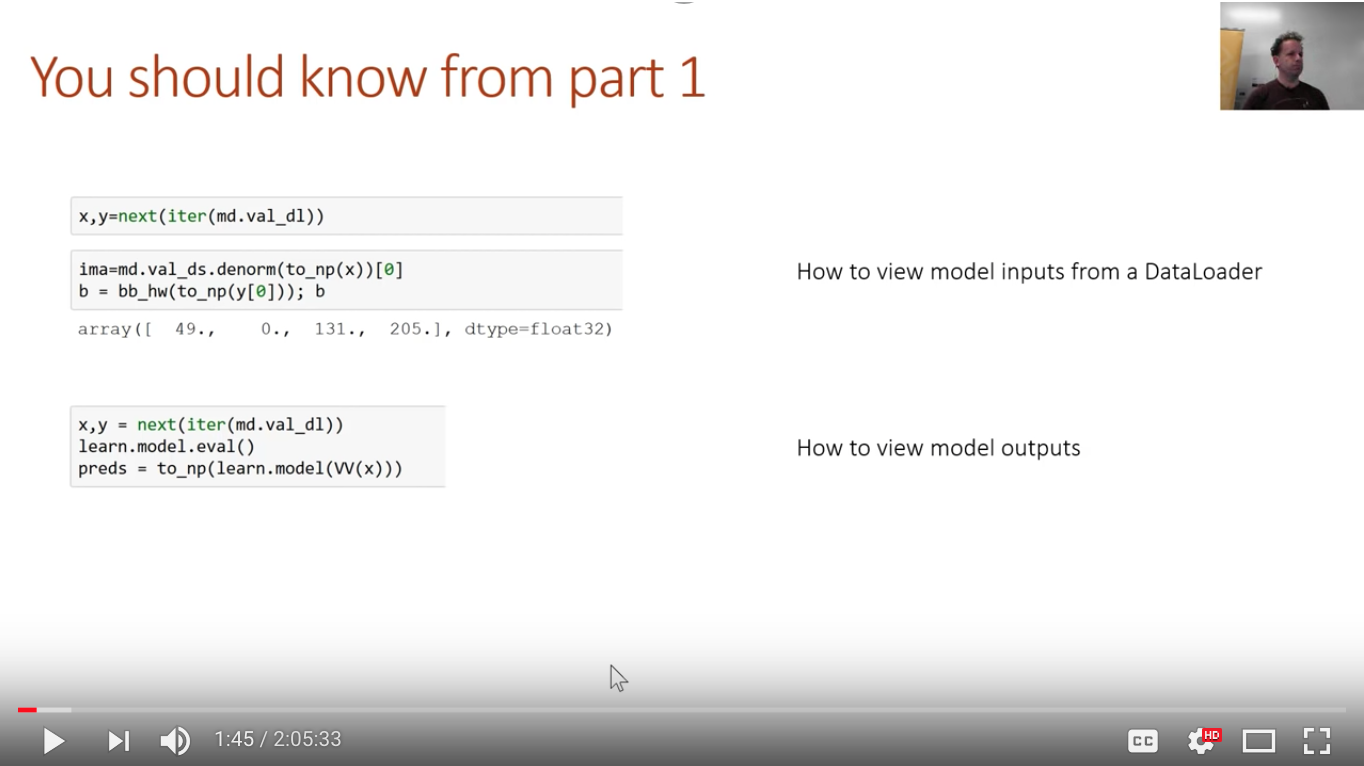 You should know from part 1
x,y=next(iter(md.val_dl))
ima=md.val_ds.denorm(to_np(x))[0]
b = bb_hw(to_np(y[0])); b
array([  49.,    0.,  131.,  205.], dtype=float32)
How to view model inputs from a DataLoader
x,y = next(iter(md.val_dl))
learn.model.eval()
preds = to_np(learn.model(VV(x)))
How to view model outputs
1:45 / 2:05:33
CC
HD